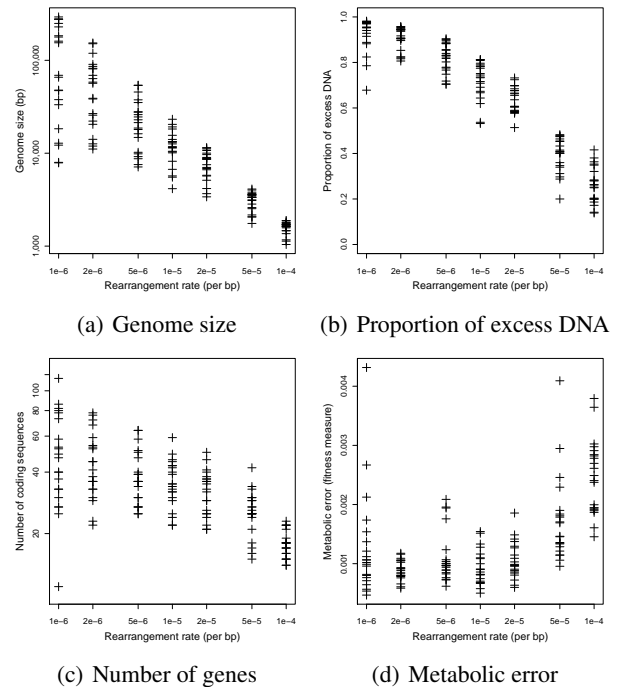 Genome size (bp)
100,000
10,000
1,000
1e−6 2e−6 5e−6 1e−5 2e−5 5e−5 1e−4
Rearrangement rate (per bp)
(a) Genome size
Proportion of excess DNA
1.0
0.8
0.6
0.4
0.2
0.0
1e−6 2e−6 5e−6 1e−5 2e−5 5e−5 1e−4
Rearrangement rate (per bp)
(b) Proportion of excess DNA
Number of coding sequences
100
80
60
40
20
1e−6 2e−6 5e−6 1e−5 2e−5 5e−5 1e−4
Rearrangement rate (per bp)
(c) Number of genes
Metabolic error (fitness measure)
0.004
0.003
0.002
0.001
1e−6 2e−6 5e−6 1e−5 2e−5 5e−5 1e−4
Rearrangement rate (per bp)
(d) Metabolic error